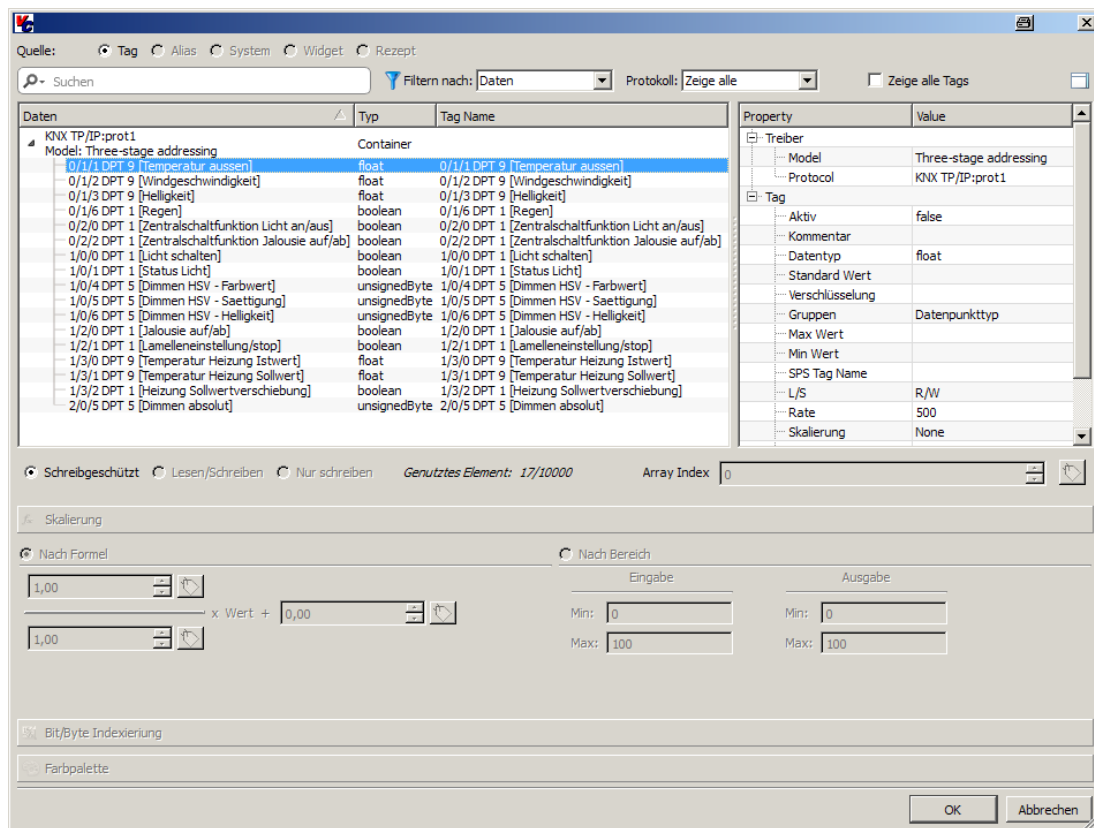 Quelle: Tag Alias System Widget Rezept
Suchen Filtern nach: Daten Protokoll: Zeige alle Zeige alle Tags
Daten Typ Tag Name
KNX TP/IP:prot1
Model: Three-stage addressing Container
0/1/1 DPT 9 [Temperatur aussen] float 0/1/1 DPT 9 [Temperatur aussen]
0/1/2 DPT 9 [Windgeschwindigkeit] float 0/1/2 DPT 9 [Windgeschwindigkeit]
0/1/3 DPT 9 [Helligkeit] float 0/1/3 DPT 9 [Helligkeit]
0/1/6 DPT 1 [Regen] boolean 0/1/6 DPT 1 [Regen]
0/2/0 DPT 1 [Zentralschaltfunktion Licht an/aus] boolean 0/2/0 DPT 1 [Zentralschaltfunktion Licht an/aus]
0/2/2 DPT 1 [Zentralschaltfunktion Jalousie auf/ab] boolean 0/2/2 DPT 1 [Zentralschaltfunktion Jalousie auf/ab]
1/0/0 DPT 1 [Licht schalten] boolean 1/0/0 DPT 1 [Licht schalten]
1/0/1 DPT 1 [Status Licht] boolean 1/0/1 DPT 1 [Status Licht]
1/0/4 DPT 5 [Dimmen HSV - Farbwert] unsignedByte 1/0/4 DPT 5 [Dimmen HSV - Farbwert]
1/0/5 DPT 5 [Dimmen HSV - Saettigung] unsignedByte 1/0/5 DPT 5 [Dimmen HSV - Saettigung]
1/0/6 DPT 5 [Dimmen HSV - Helligkeit] unsignedByte 1/0/6 DPT 5 [Dimmen HSV - Helligkeit]
1/2/0 DPT 1 [Jalousie auf/ab] boolean 1/2/0 DPT 1 [Jalousie auf/ab]
1/2/1 DPT 1 [Lamelleneinstellung/stop] boolean 1/2/1 DPT 1 [Lamelleneinstellung/stop]
1/3/0 DPT 9 [Temperatur Heizung Istwert] float 1/3/0 DPT 9 [Temperatur Heizung Istwert]
1/3/1 DPT 9 [Temperatur Heizung Sollwert] float 1/3/1 DPT 9 [Temperatur Heizung Sollwert]
1/3/2 DPT 1 [Heizung Sollwertverschiebung] boolean 1/3/2 DPT 1 [Heizung Sollwertverschiebung]
2/0/5 DPT 5 [Dimmen absolut] unsignedByte 2/0/5 DPT 5 [Dimmen absolut]
Property Value
Treiber
Model Three-stage addressing
Protocol KNX TP/IP:prot1
Tag
Aktiv false
Kommentar
Datentyp float
Standard Wert
Verschlüsselung
Gruppen Datenpunkttyp
Max Wert
Min Wert
SPS Tag Name
L/S R/W
Rate 500
Skalierung None
Schreibgeschützt Lesen/Schreiben Nur schreiben Genutztes Element: 17/10000 Array Index 0
Skalierung
Nach Formel Nach Bereich
Eingabe Ausgabe
1,00
x Wert + 0,00
1,00
Min: 0 Min: 0
Max: 100 Max: 100
Bit/Byte Indexierung
Farbpalette
OK Abbrechen